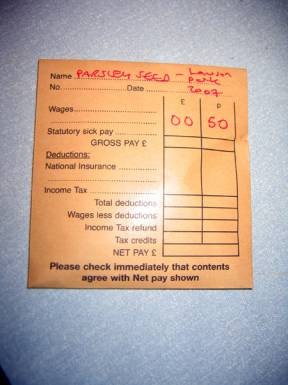 Name PARSLEY SEED - Lawson
Park
No. Date 2007
£ p
Wages 00 50
Statutory sick pay
GROSS PAY £
Deductions:
National Insurance
Income Tax
Total deductions
Wages less deductions
Income Tax refund
Tax credits
NET PAY £
Please check immediately that contents
agree with Net pay shown